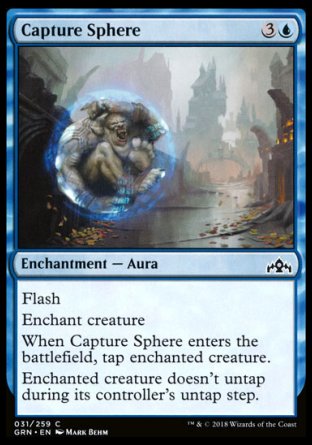 Capture Sphere 3
Enchantment — Aura
Flash
Enchant creature
When Capture Sphere enters the
battlefield, tap enchanted creature.
Enchanted creature doesn't untap
during its controller's untap step.
031/259 C
GRN • EN Mark Behm ™ & © 2018 Wizards of the Coast